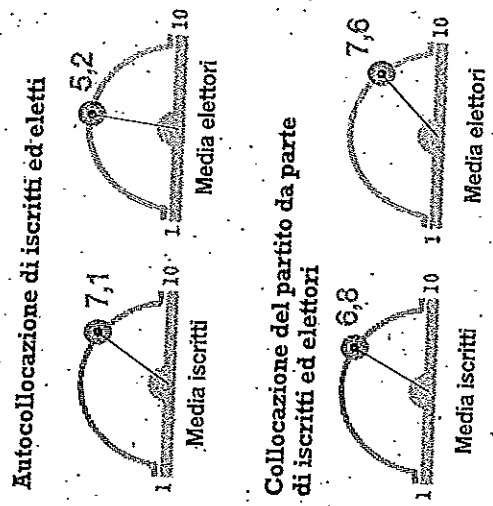 Autocollocazione di iscritti ed eletti
7,1
1 10
Media iscritti
5,2
1 10
Media elettori
Collocazione del partito da parte
di iscritti ed elettori
6,8
1 10
Media iscritti
7,6
1 10
Media elettori